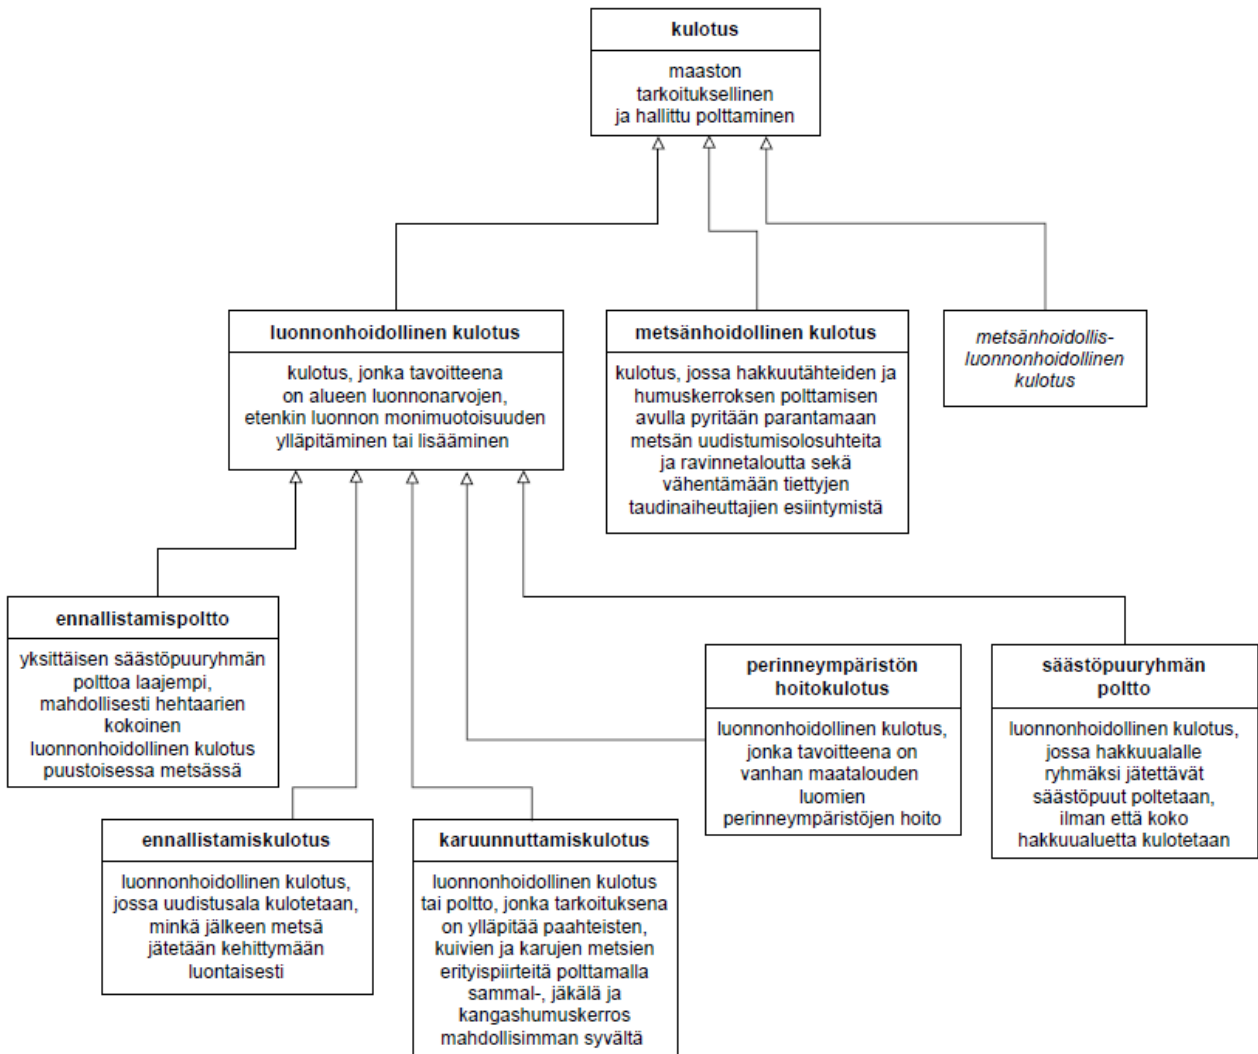 kulotus
maaston
tarkoituksellinen
ja hallittu polttaminen
luonnonhoidollinen kulotus
kulotus, jonka tavoitteena
on alueen luonnonarvojen,
etenkin luonnon monimuotoisuuden
ylläpitäminen tai lisääminen
metsänhoidollinen kulotus
kulotus, jossa hakkuutähteiden ja
humuskerroksen polttamisen
avulla pyritään parantamaan
metsän uudistumisolosuhteita
ja ravinnetaloutta sekä
vähentämään tiettyjen
taudinaiheuttajien esiintymistä
metsänhoidollis-
luonnonhoidollinen
kulotus
ennallistamispoltto
yksittäisen säästöpuuryhmän
polttoa laajempi,
mahdollisesti hehtaarien
kokoinen
luonnonhoidollinen kulotus
puustoisessa metsässä
perinneympäristön
hoitokulotus
luonnonhoidollinen kulotus,
jonka tavoitteena on
vanhan maatalouden
luomien
perinneympäristöjen hoito
säästöpuuryhmän
poltto
luonnonhoidollinen kulotus,
jossa hakkuualalle
ryhmäksi jätettävät
säästöpuut poltetaan,
ilman että koko
hakkuualuetta kulotetaan
ennallistamiskulotus
luonnonhoidollinen kulotus,
jossa uudistusala kulotetaan,
minkä jälkeen metsä
jätetään kehittymään
luontaisesti
karuunnuttamiskulotus
luonnonhoidollinen kulotus
tai poltto, jonka tarkoituksena
on ylläpitää paahteisten,
kuivien ja karujen metsien
erityispiirteitä polttamalla
sammal-, jäkälä ja
kangashumuskerros
mahdollisimman syvältä